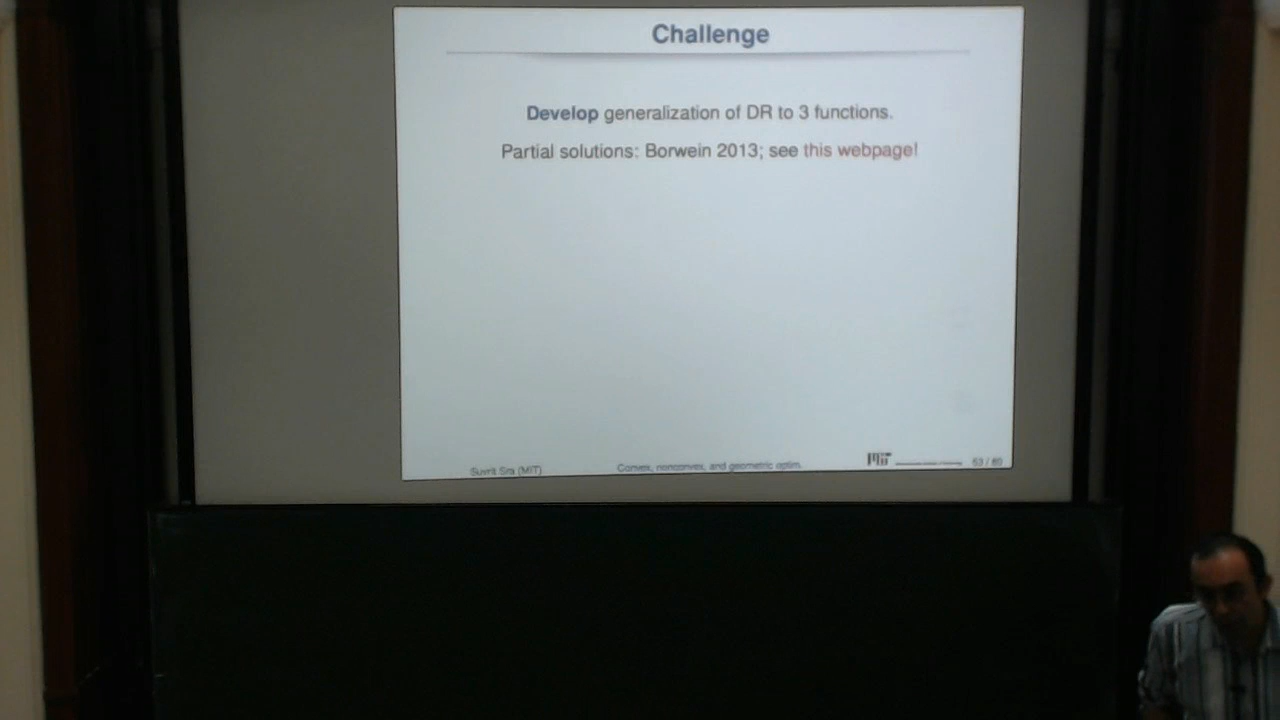 Challenge
Develop generalization of DR to 3 functions.
Partial solutions: Borwein 2013; see this webpage!
Suvrit Sra (MIT)
Convex, nonconvex, and geometric optim.
MIT
53 / 80